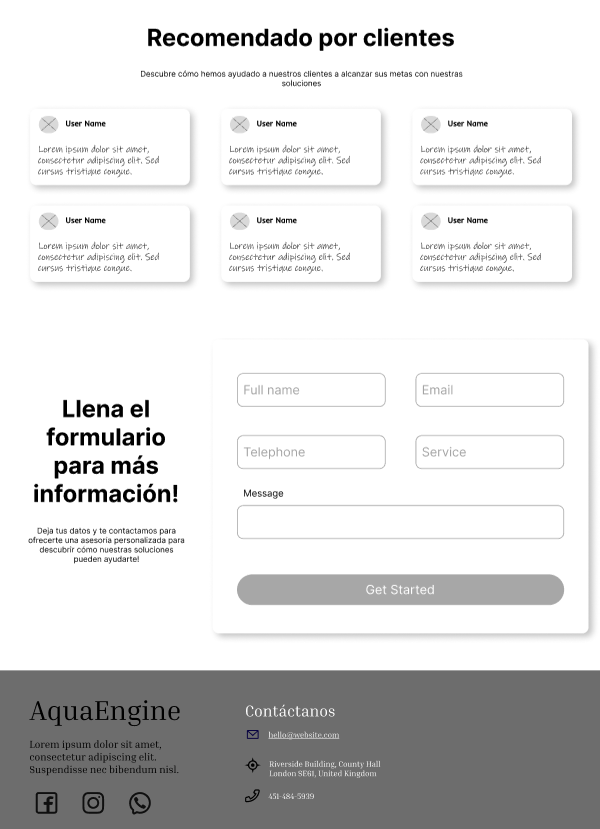 Recomendado por clientes
Descubre cómo hemos ayudado a nuestros clientes a alcanzar sus metas con nuestras
soluciones
User Name
Lorem ipsum dolor sit amet,
consectetur adipiscing elit. Sed
cursus tristique congue.
User Name
Lorem ipsum dolor sit amet,
consectetur adipiscing elit. Sed
cursus tristique congue.
User Name
Lorem ipsum dolor sit amet,
consectetur adipiscing elit. Sed
cursus tristique congue.
User Name
Lorem ipsum dolor sit amet,
consectetur adipiscing elit. Sed
cursus tristique congue.
User Name
Lorem ipsum dolor sit amet,
consectetur adipiscing elit. Sed
cursus tristique congue.
User Name
Lorem ipsum dolor sit amet,
consectetur adipiscing elit. Sed
cursus tristique congue.
Llena el
formulario
para más
información!
Deja tus datos y te contactamos para
ofrecerte una asesoría personalizada para
descubrir cómo nuestras soluciones
pueden ayudarte!
Full name
Email
Telephone
Service
Message
Get Started
AquaEngine
Lorem ipsum dolor sit amet,
consectetur adipiscing elit.
Suspendisse nec bibendum nisl.
Contáctanos
hello@website.com
Riverside Building, County Hall
London SE61, United Kingdom
451-484-5939